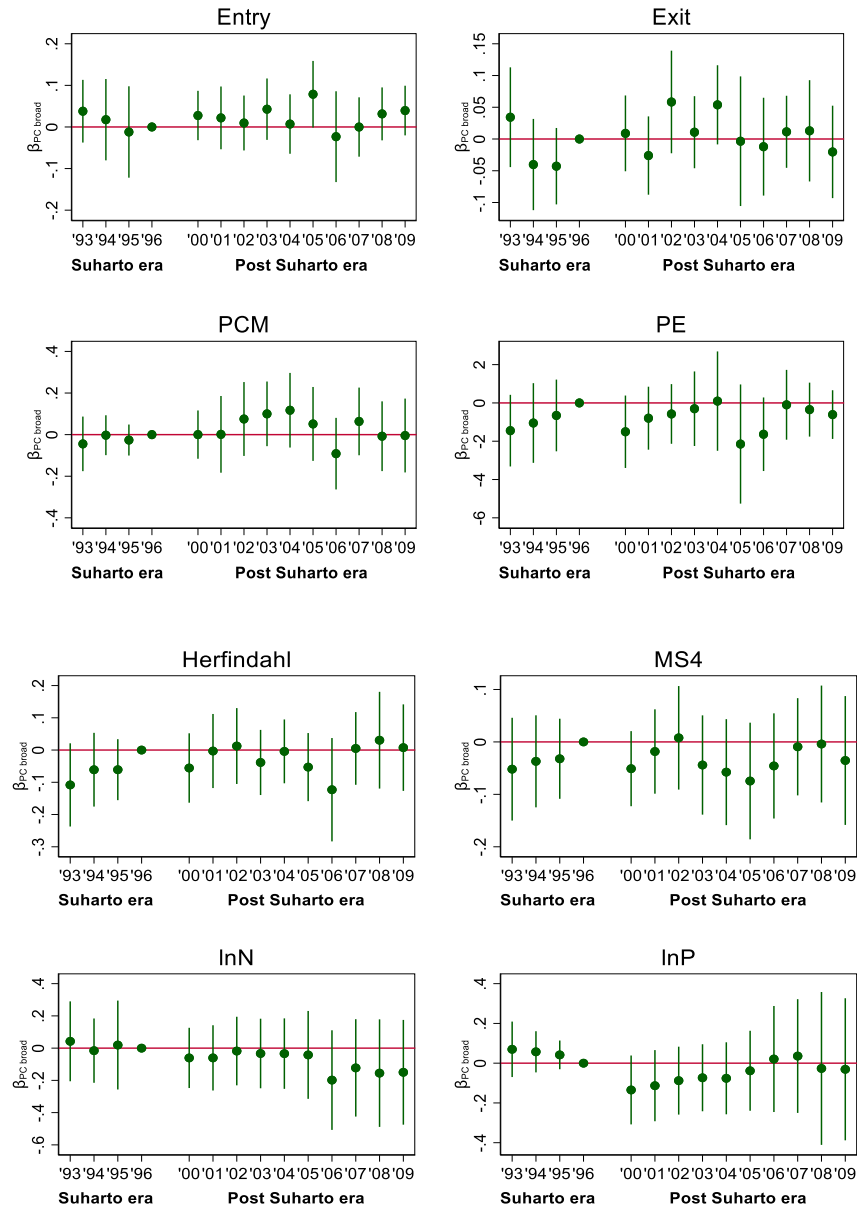 Entry
β PC broad
.2
.1
0
-.1
-.2
'93 '94 '95 '96 '00 '01 '02 '03 '04 '05 '06 '07 '08 '09
Suharto era Post Suharto era
Exit
β PC broad
.15
.1
.05
0
-.05
-.1
'93 '94 '95 '96 '00 '01 '02 '03 '04 '05 '06 '07 '08 '09
Suharto era Post Suharto era
PCM
β PC broad
.4
.2
0
-.2
-.4
'93 '94 '95 '96 '00 '01 '02 '03 '04 '05 '06 '07 '08 '09
Suharto era Post Suharto era
PE
β PC broad
2
0
-2
-4
-6
'93 '94 '95 '96 '00 '01 '02 '03 '04 '05 '06 '07 '08 '09
Suharto era Post Suharto era
Herfindahl
β PC broad
.2
.1
0
-.1
-.2
-.3
'93 '94 '95 '96 '00 '01 '02 '03 '04 '05 '06 '07 '08 '09
Suharto era Post Suharto era
MS4
β PC broad
.1
0
-.1
-.2
'93 '94 '95 '96 '00 '01 '02 '03 '04 '05 '06 '07 '08 '09
Suharto era Post Suharto era
lnN
β PC broad
.4
.2
0
-.2
-.4
-.6
'93 '94 '95 '96 '00 '01 '02 '03 '04 '05 '06 '07 '08 '09
Suharto era Post Suharto era
lnP
β PC broad
.4
.2
0
-.2
-.4
'93 '94 '95 '96 '00 '01 '02 '03 '04 '05 '06 '07 '08 '09
Suharto era Post Suharto era